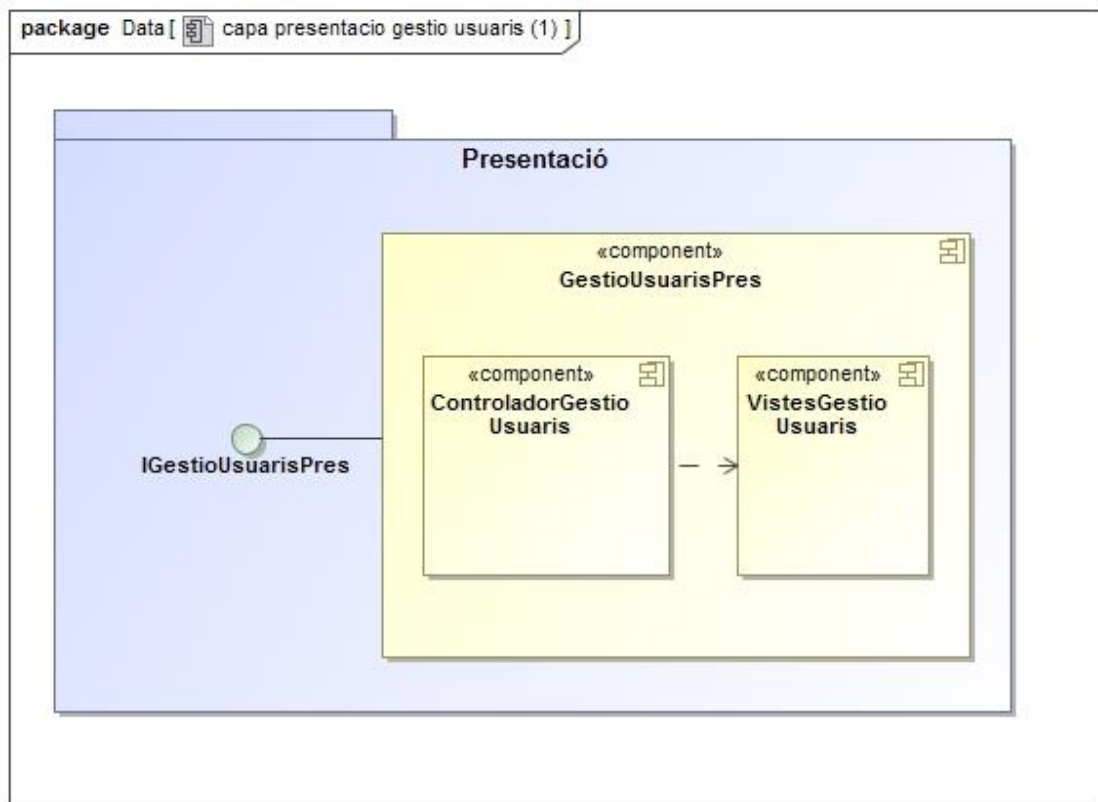 package Data [ capa presentacio gestio usuaris (1) ]
Presentació
«component»
GestioUsuarisPres
«component»
ControladorGestio
Usuaris
«component»
VistesGestio
Usuaris
IGestioUsuarisPres